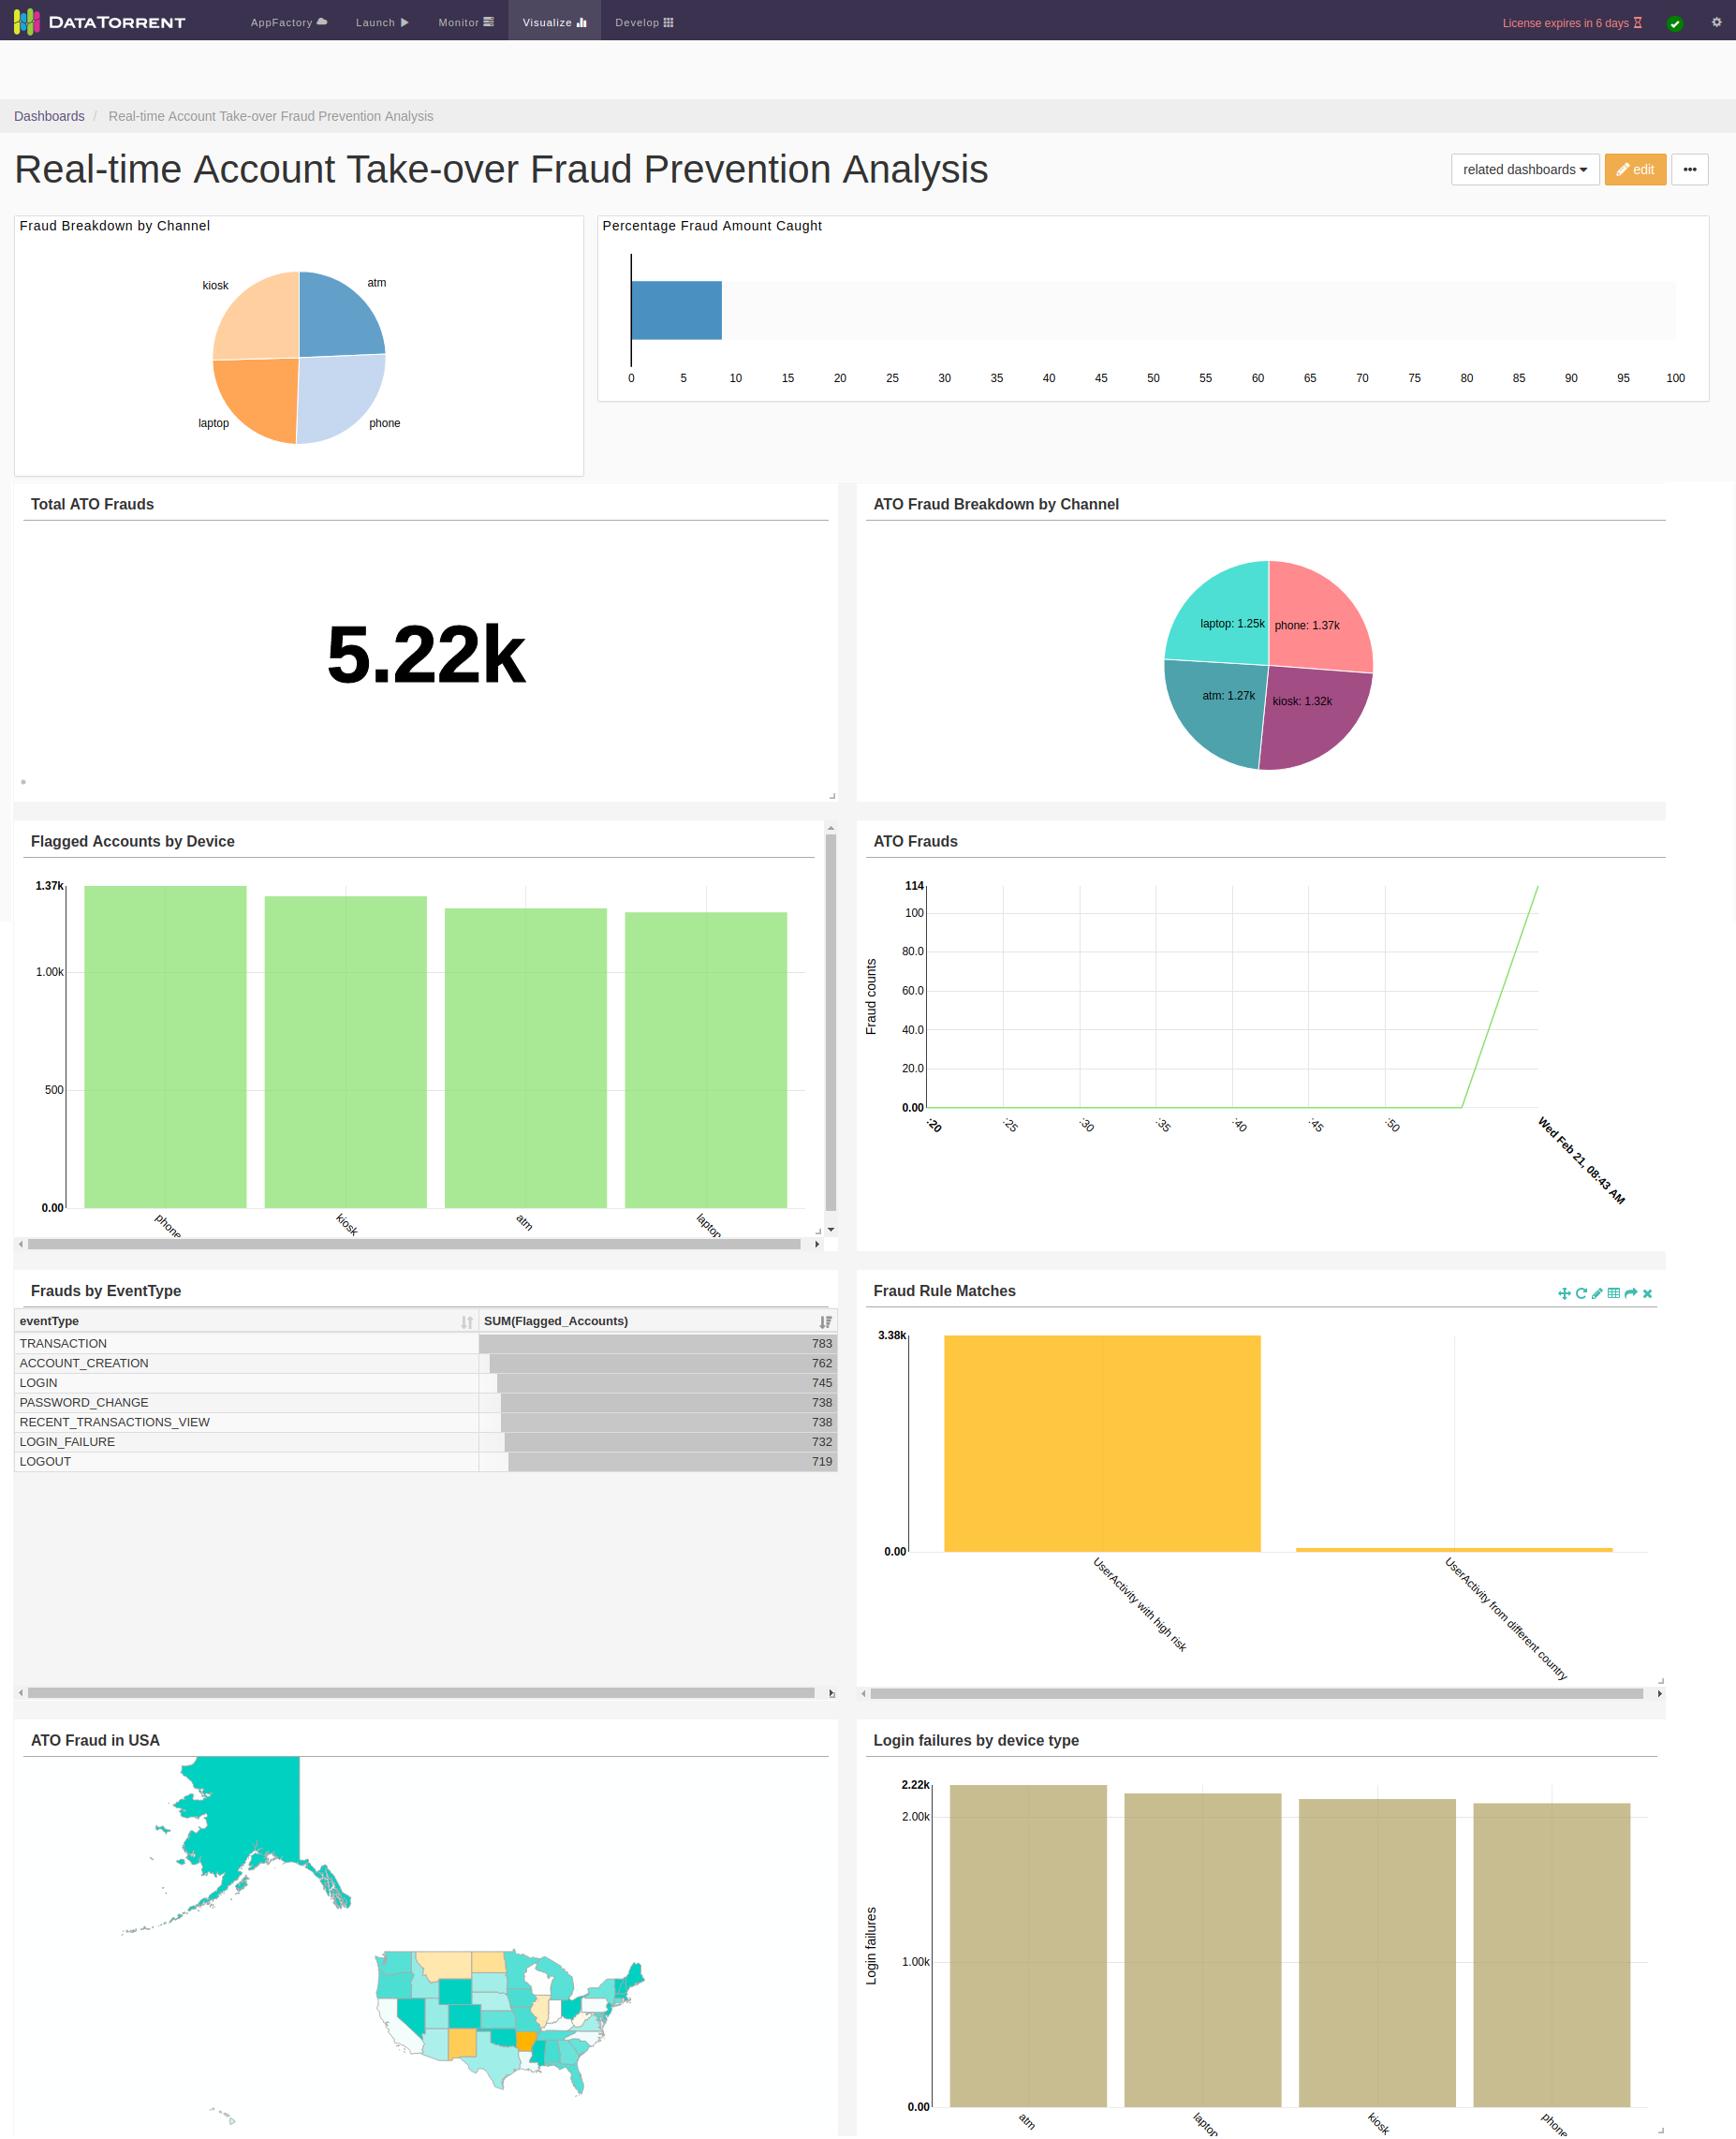 DATATORRENT
AppFactory
Launch
Monitor
Visualize
Develop
License expires in 6 days
Dashboards / Real-time Account Take-over Fraud Prevention Analysis
Real-time Account Take-over Fraud Prevention Analysis
related dashboards
edit
•••
Fraud Breakdown by Channel
kiosk
atm
laptop
phone
Percentage Fraud Amount Caught
0 5 10 15 20 25 30 35 40 45 50 55 60 65 70 75 80 85 90 95 100
Total ATO Frauds
5.22k
ATO Fraud Breakdown by Channel
laptop: 1.25k
phone: 1.37k
atm: 1.27k
kiosk: 1.32k
Flagged Accounts by Device
1.37k
1.00k
500
0.00
phone
kiosk
atm
laptop
ATO Frauds
Fraud counts
114
100
80.0
60.0
40.0
20.0
0.00
:20
:25
:30
:35
:40
:45
:50
Wed Feb 21, 08:43 AM
Frauds by EventType
eventType SUM(Flagged_Accounts)
TRANSACTION 783
ACCOUNT_CREATION 762
LOGIN 745
PASSWORD_CHANGE 738
RECENT_TRANSACTIONS_VIEW 738
LOGIN_FAILURE 732
LOGOUT 719
Fraud Rule Matches
3.38k
0.00
UserActivity with high risk
UserActivity from different country
ATO Fraud in USA
Login failures by device type
Login failures
2.22k
2.00k
1.00k
0.00
atm
laptop
kiosk
phone